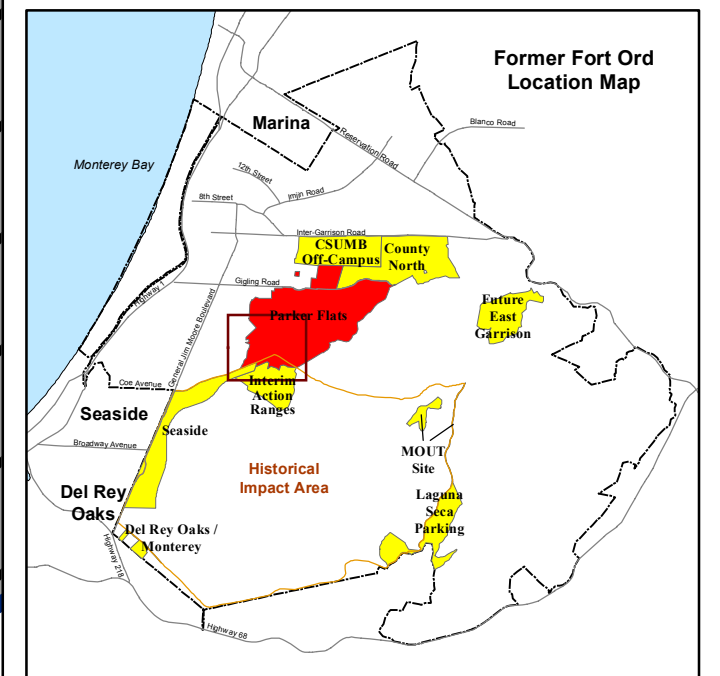 Former Fort Ord
Location Map
Marina
Blanco Road
Reservation Road
Monterey Bay
12th Street
Imjin Road
8th Street
Inter-Garrison Road
CSUMB
Off-Campus
County
North
Gigling Road
Highway 1
General Jim Moore Boulevard
Parker Flats
Future
East
Garrison
Coe Avenue
Interim
Action
Ranges
Seaside
Seaside
Broadway Avenue
MOUT
Site
Historical
Impact Area
Del Rey
Oaks
Laguna
Seca
Parking
Del Rey Oaks /
Monterey
Highway 218
Highway 68